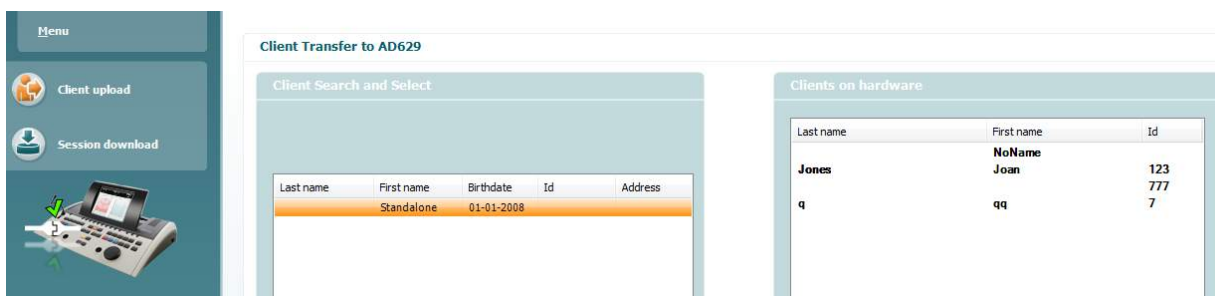 Menu
Client upload
Session download
Client Transfer to AD629
Client Search and Select
Last name First name Birthdate Id Address
Standalone 01-01-2008
Clients on hardware
Last name First name Id
NoName
Jones Joan 123
777
q qq 7